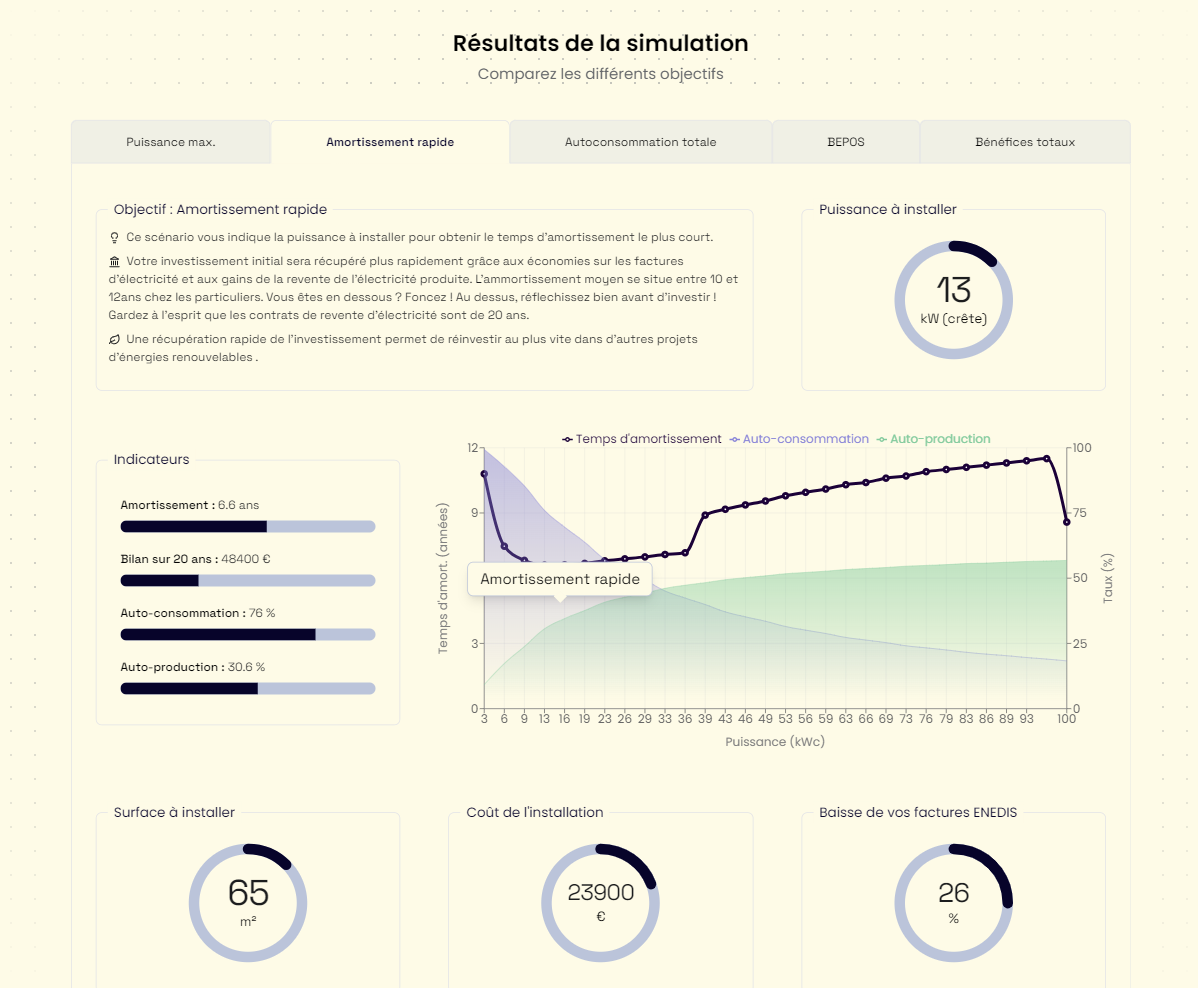 Résultats de la simulation
Comparez les différents objectifs
Puissance max.
Amortissement rapide
Autoconsommation totale
BEPOS
Bénéfices totaux
Objectif : Amortissement rapide
Ce scénario vous indique la puissance à installer pour obtenir le temps d'amortissement le plus court.
Votre investissement initial sera récupéré plus rapidement grâce aux économies sur les factures
d'électricité et aux gains de la revente de l'électricité produite. L'ammortissement moyen se situe entre 10 et
12ans chez les particuliers. Vous êtes en dessous ? Foncez ! Au dessus, réflechissez bien avant d'investir !
Gardez à l'esprit que les contrats de revente d'électricité sont de 20 ans.
Une récupération rapide de l'investissement permet de réinvestir au plus vite dans d'autres projets
d'énergies renouvelables .
Puissance à installer
13
kW (crête)
Indicateurs
Amortissement : 6.6 ans
Bilan sur 20 ans : 48400 €
Auto-consommation : 76 %
Auto-production : 30.6 %
Temps d'amortissement Auto-consommation Auto-production
Temps d'amort. (années)
12
9
3
0
Amortissement rapide
100
75
50
25
0
Taux (%)
3 6 9 13 16 19 23 26 29 33 36 39 43 46 49 53 56 59 63 66 69 73 76 79 83 86 89 93 100
Puissance (kWc)
Surface à installer
65
m²
Coût de l'installation
23900
€
Baisse de vos factures ENEDIS
26
%